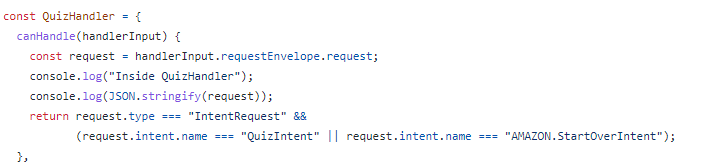 const QuizHandler = {
  canHandle(handlerInput) {
    const request = handlerInput.requestEnvelope.request;
    console.log("Inside QuizHandler");
    console.log(JSON.stringify(request));
    return request.type === "IntentRequest" &&
           (request.intent.name === "QuizIntent" || request.intent.name === "AMAZON.StartOverIntent");
  },